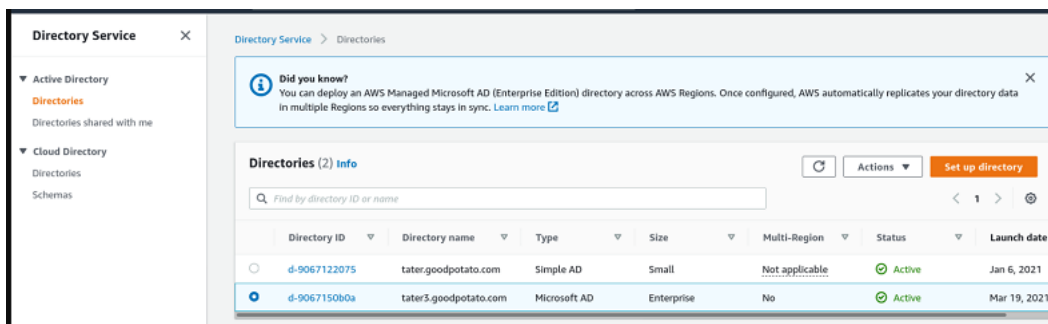 Directory Service
Active Directory
Directories
Directories shared with me
Cloud Directory
Directories
Schemas
Directory Service > Directories
Did you know?
You can deploy an AWS Managed Microsoft AD (Enterprise Edition) directory across AWS Regions. Once configured, AWS automatically replicates your directory data
in multiple Regions so everything stays in sync. Learn more
Directories (2) Info
Actions
Set up directory
Find by directory ID or name
1
Directory ID Directory name Type Size Multi-Region Status Launch date
d-9067122075 tater.goodpotato.com Simple AD Small Not applicable Active Jan 6, 2021
d-9067150b0a tater3.goodpotato.com Microsoft AD Enterprise No Active Mar 19, 2021